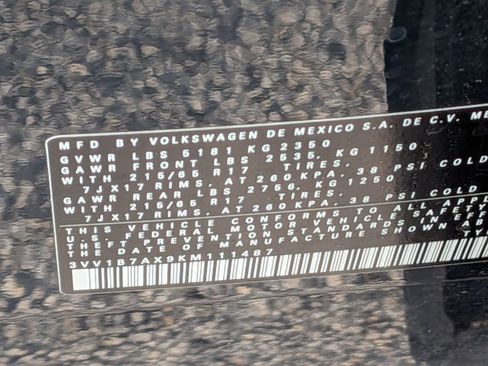 MFD BY VOLKSWAGEN DE MEXICO S.A. DE C.V. ME
GVWR LBS 5181 KG 2350
GAWR FRONT LBS 2535, KG 1150
WITH 215/65 R17 TIRES,
7JX17 RIMS, AT 260 KPA, 38 PSI COLD
GAWR REAR LBS 2756, KG 1250
WITH 215/65 R17 TIRES,
7JX17 RIMS, AT 260 KPA, 38 PSI COLD
THIS VEHICLE CONFORMS TO ALL APPL
U.S. FEDERAL MOTOR VEHICLE SAFE
THEFT PREVENTION STANDARDS IN EFF
THE DATE OF MANUFACTURE SHOWN A
3VV1B7AX9KM111487